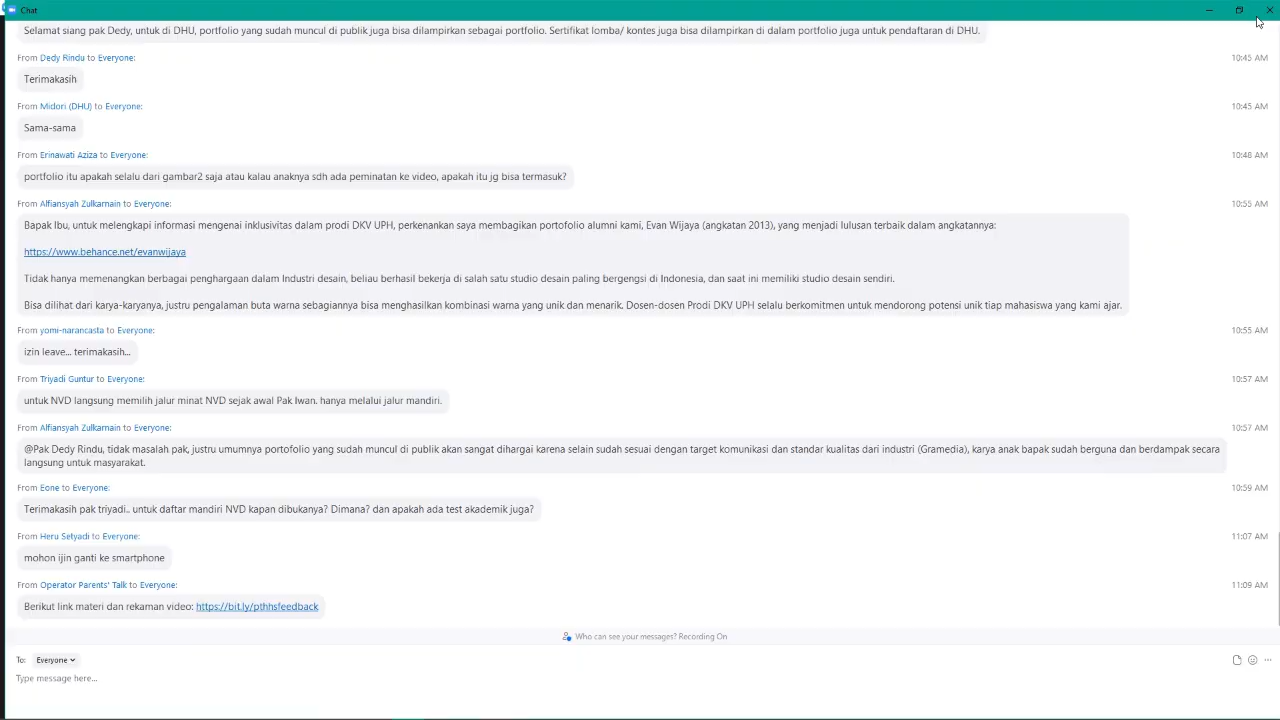 Chat
Selamat siang pak Dedy, untuk di DHU, portfolio yang sudah muncul di publik juga bisa dilampirkan sebagai portfolio. Sertifikat lomba/ kontes juga bisa dilampirkan di dalam portfolio juga untuk pendaftaran di DHU.
From Dedy Rindu to Everyone: 10:45 AM
Terimakasih
From Midori (DHU) to Everyone: 10:45 AM
Sama-sama
From Erinawati Aziza to Everyone: 10:48 AM
portfolio itu apakah selalu dari gambar2 saja atau kalau anaknya sdh ada peminatan ke video, apakah itu jg bisa termasuk?
From Alfiansyah Zulkarnain to Everyone: 10:55 AM
Bapak Ibu, untuk melengkapi informasi mengenai inklusivitas dalam prodi DKV UPH, perkenankan saya membagikan portofolio alumni kami, Evan Wijaya (angkatan 2013), yang menjadi lulusan terbaik dalam angkatannya:
https://www.behance.net/evanwijaya
Tidak hanya memenangkan berbagai penghargaan dalam Industri desain, beliau berhasil bekerja di salah satu studio desain paling bergengsi di Indonesia, dan saat ini memiliki studio desain sendiri.
Bisa dilihat dari karya-karyanya, justru pengalaman buta warna sebagiannya bisa menghasilkan kombinasi warna yang unik dan menarik. Dosen-dosen Prodi DKV UPH selalu berkomitmen untuk mendorong potensi unik tiap mahasiswa yang kami ajar.
From yomi-narancasta to Everyone: 10:55 AM
izin leave... terimakasih...
From Triyadi Guntur to Everyone: 10:57 AM
untuk NVD langsung memilih jalur minat NVD sejak awal Pak Iwan. hanya melalui jalur mandiri.
From Alfiansyah Zulkarnain to Everyone: 10:57 AM
@Pak Dedy Rindu, tidak masalah pak, justru umumnya portofolio yang sudah muncul di publik akan sangat dihargai karena selain sudah sesuai dengan target komunikasi dan standar kualitas dari industri (Gramedia), karya anak bapak sudah berguna dan berdampak secara
langsung untuk masyarakat.
From Eone to Everyone: 10:59 AM
Terimakasih pak triyadi.. untuk daftar mandiri NVD kapan dibukanya? Dimana? dan apakah ada test akademik juga?
From Heru Setyadi to Everyone: 11:07 AM
mohon ijin ganti ke smartphone
From Operator Parents' Talk to Everyone: 11:09 AM
Berikut link materi dan rekaman video: https://bit.ly/pthhsfeedback
Who can see your messages? Recording On
To: Everyone
Type message here...